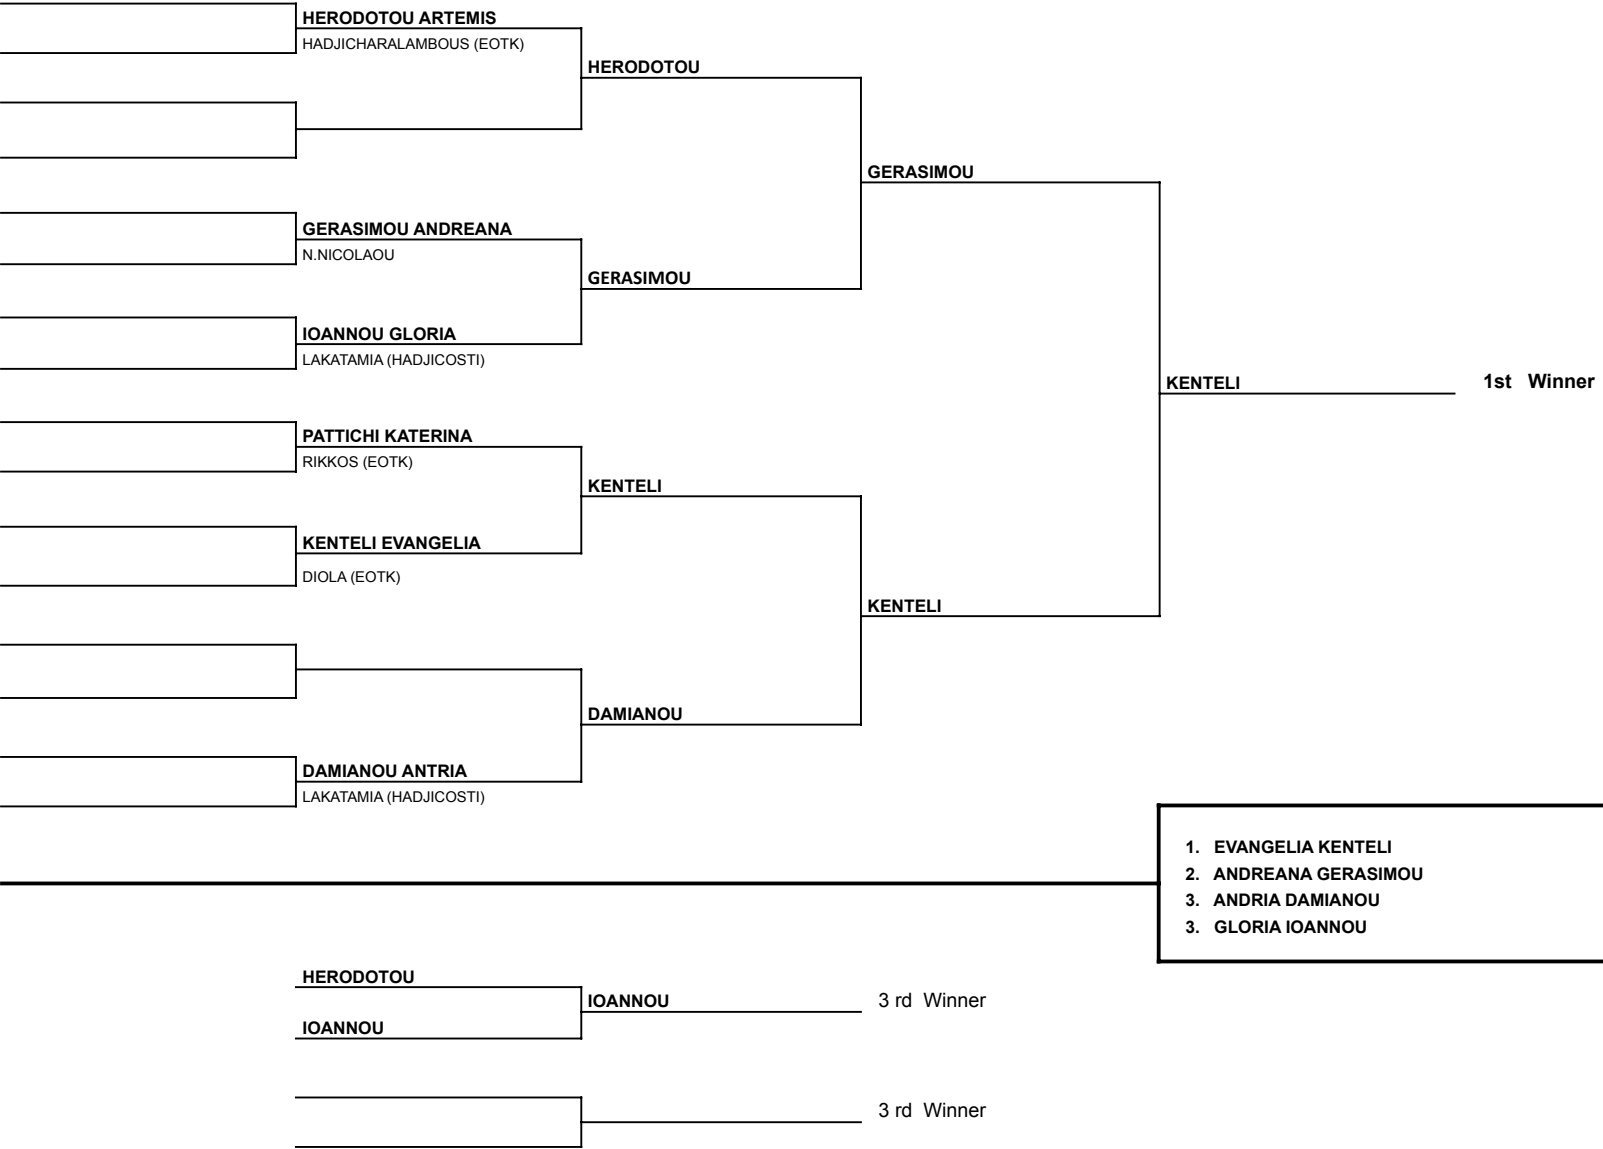 HERODOTOU ARTEMIS
HADJICHARALAMBOUS (EOTK)
HERODOTOU
GERASIMOU
GERASIMOU ANDREANA
N.NICOLAOU
GERASIMOU
IOANNOU GLORIA
LAKATAMIA (HADJICOSTI)
KENTELI
1st Winner
PATTICHI KATERINA
RIKKOS (EOTK)
KENTELI
KENTELI EVANGELIA
DIOLA (EOTK)
KENTELI
DAMIANOU
DAMIANOU ANTRIA
LAKATAMIA (HADJICOSTI)
1. EVANGELIA KENTELI
2. ANDREANA GERASIMOU
3. ANDRIA DAMIANOU
3. GLORIA IOANNOU
HERODOTOU
IOANNOU
3 rd Winner
IOANNOU
3 rd Winner